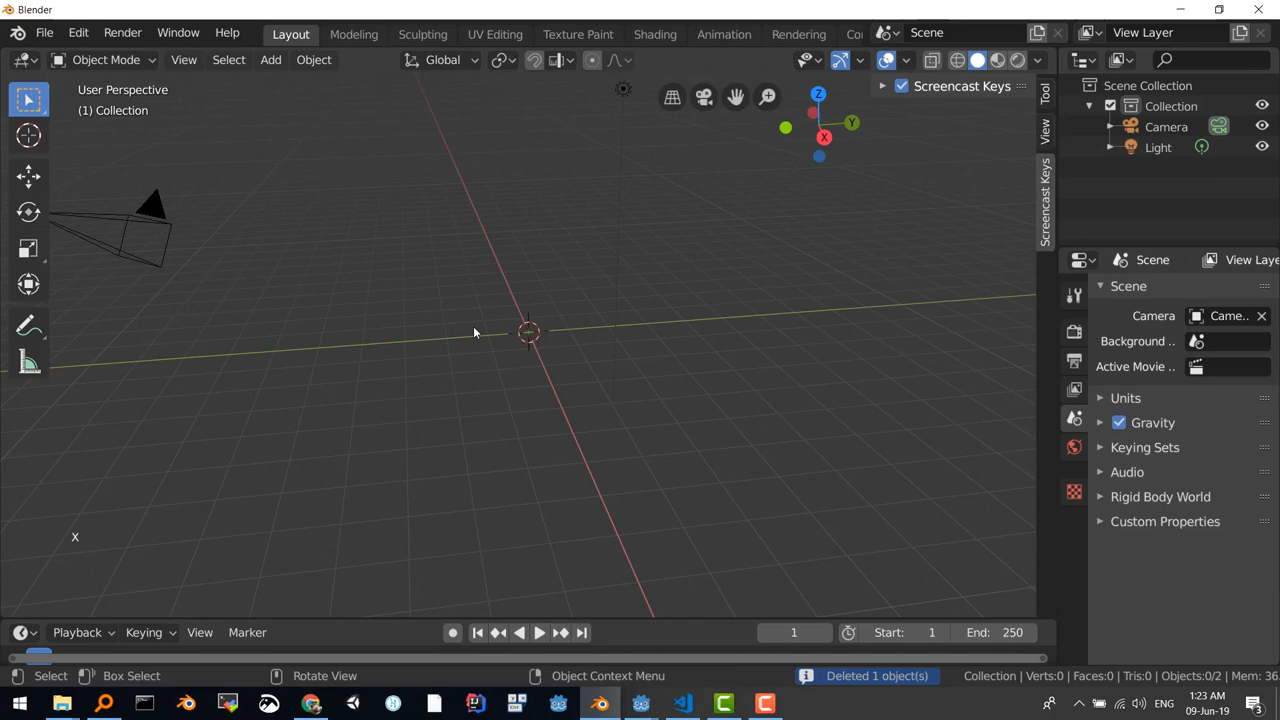 Blender
File Edit Render Window Help Layout Modeling Sculpting UV Editing Texture Paint Shading Animation Rendering Co Scene View Layer
Object Mode View Select Add Object Global
User Perspective
(1) Collection
Screencast Keys
Z
Y
X
Tool
View
Screencast Keys
Scene Collection
Collection
Camera
Light
Scene View Laye
Scene
Camera Came..
Background ..
Active Movie ..
Units
Gravity
Keying Sets
Audio
Rigid Body World
Custom Properties
X
Playback Keying View Marker 1 Start: 1 End: 250
Select Box Select Rotate View Object Context Menu Deleted 1 object(s) Collection | Verts:0 | Faces:0 | Tris:0 | Objects:0/2 | Mem: 36
ENG
1:23 AM
09-Jun-19
3